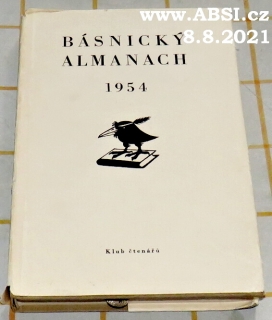 www.ABSI.cz
8.8.2021
BÁSNICKÝ
ALMANACH
1954
Klub čtenářů